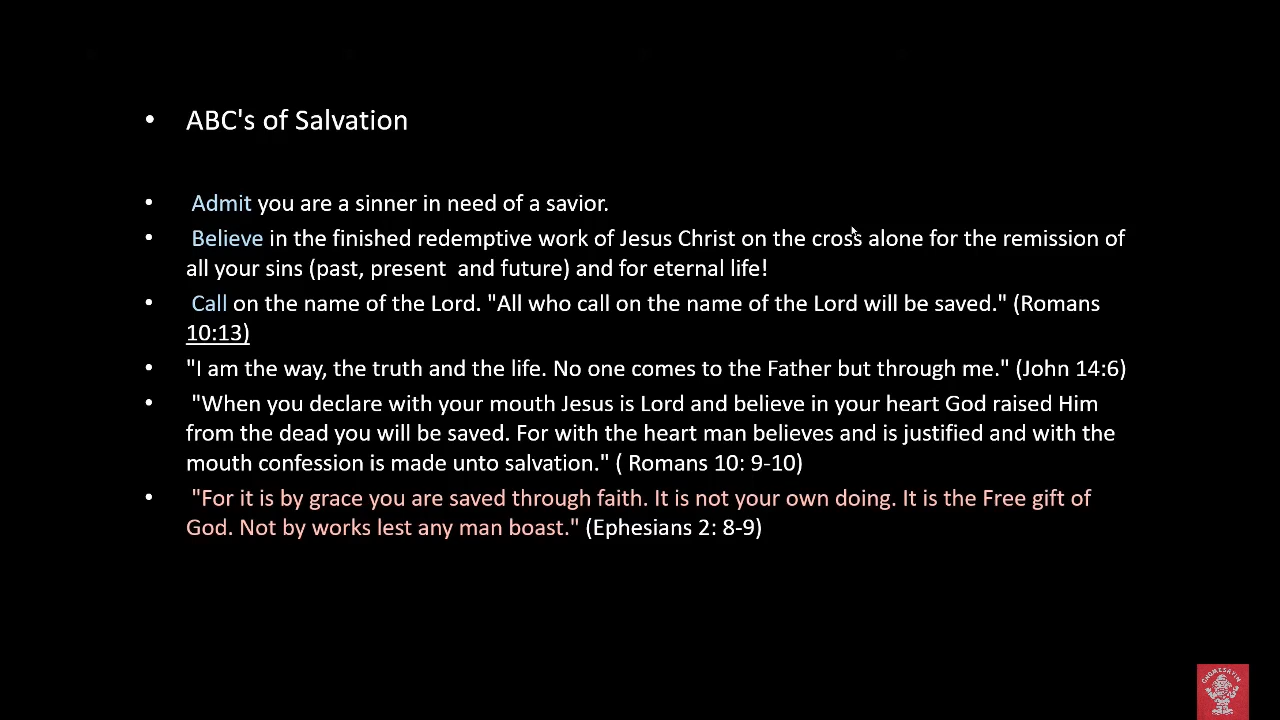 • ABC's of Salvation
• Admit you are a sinner in need of a savior.
• Believe in the finished redemptive work of Jesus Christ on the cross alone for the remission of
all your sins (past, present and future) and for eternal life!
• Call on the name of the Lord. "All who call on the name of the Lord will be saved." (Romans
10:13)
• "I am the way, the truth and the life. No one comes to the Father but through me." (John 14:6)
• "When you declare with your mouth Jesus is Lord and believe in your heart God raised Him
from the dead you will be saved. For with the heart man believes and is justified and with the
mouth confession is made unto salvation." ( Romans 10: 9-10)
• "For it is by grace you are saved through faith. It is not your own doing. It is the Free gift of
God. Not by works lest any man boast." (Ephesians 2: 8-9)
GNOMESAYIN